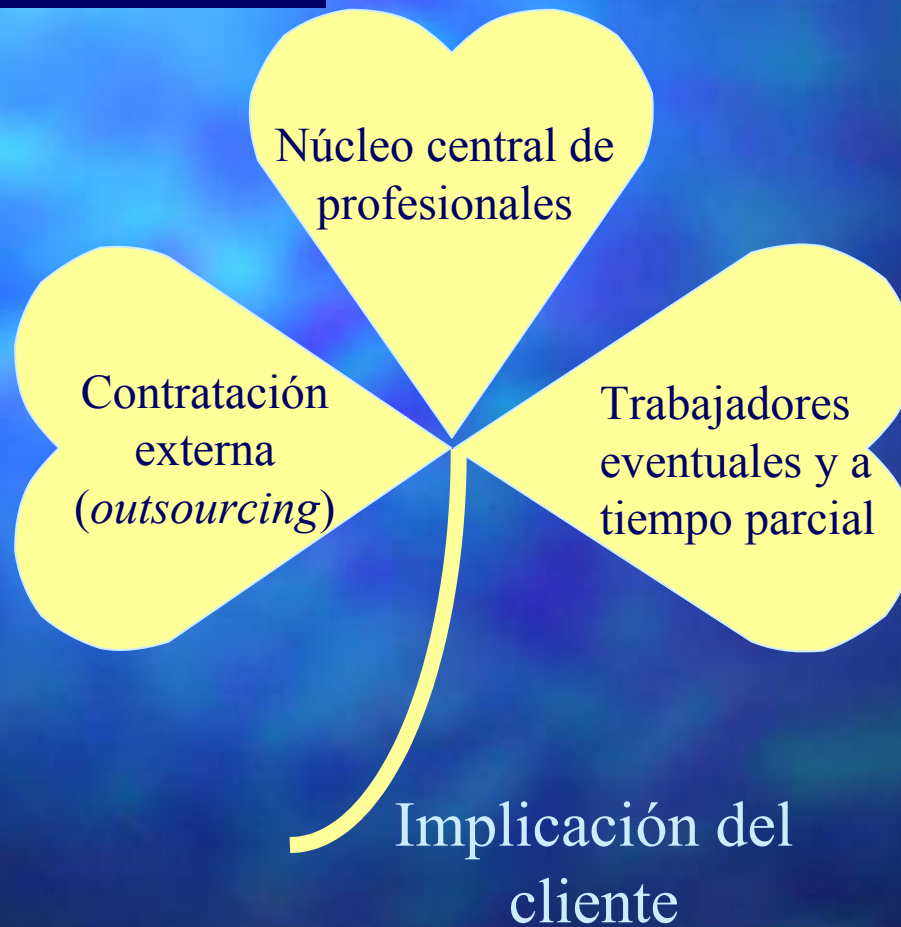 Núcleo central de
profesionales
Contratación
externa
(outsourcing)
Trabajadores
eventuales y a
tiempo parcial
Implicación del
cliente